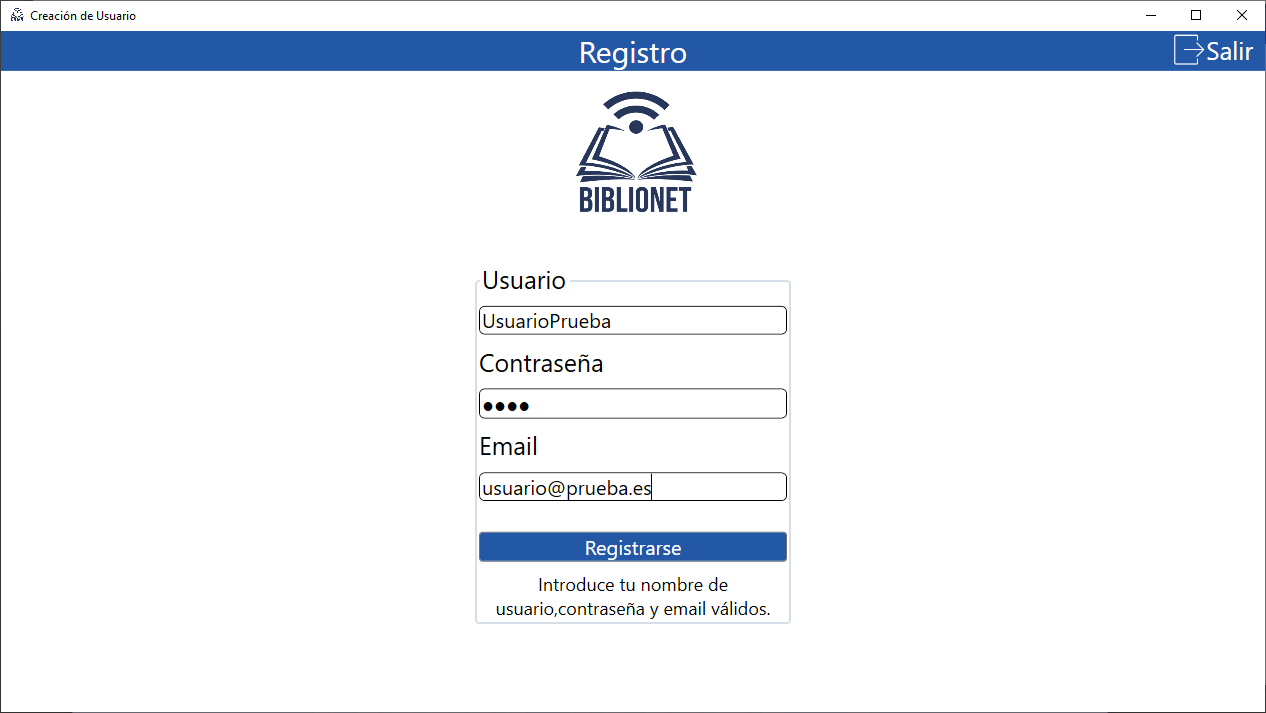 Creación de Usuario
Registro
Salir
BIBLIONET
Usuario
UsuarioPrueba
Contraseña
●●●●
Email
usuario@prueba.es
Registrarse
Introduce tu nombre de
usuario,contraseña y email válidos.